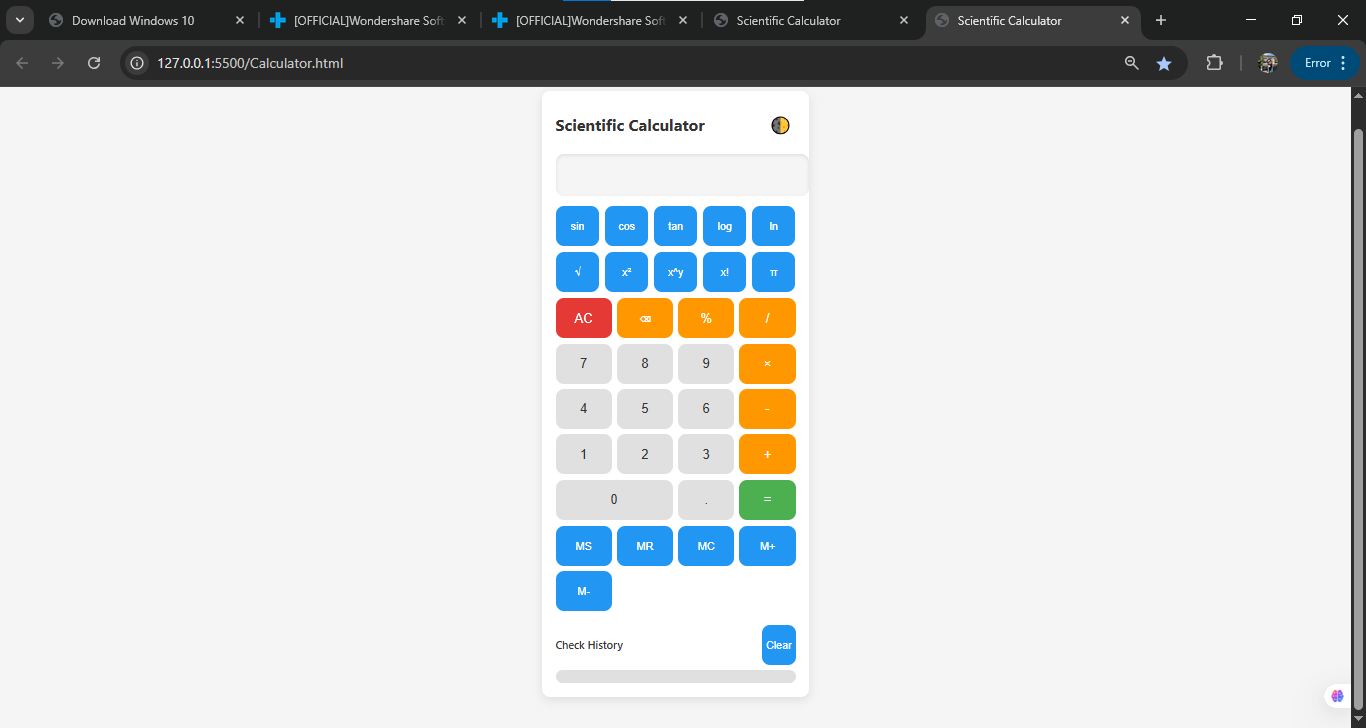 Download Windows 10
[OFFICIAL]Wondershare Soft
[OFFICIAL]Wondershare Soft
Scientific Calculator
Scientific Calculator
127.0.0.1:5500/Calculator.html
Error
Scientific Calculator
sin cos tan log ln
√ x² x^y x! π
AC ⌫ % /
7 8 9 ×
4 5 6 -
1 2 3 +
0 . =
MS MR MC M+
M-
Check History Clear